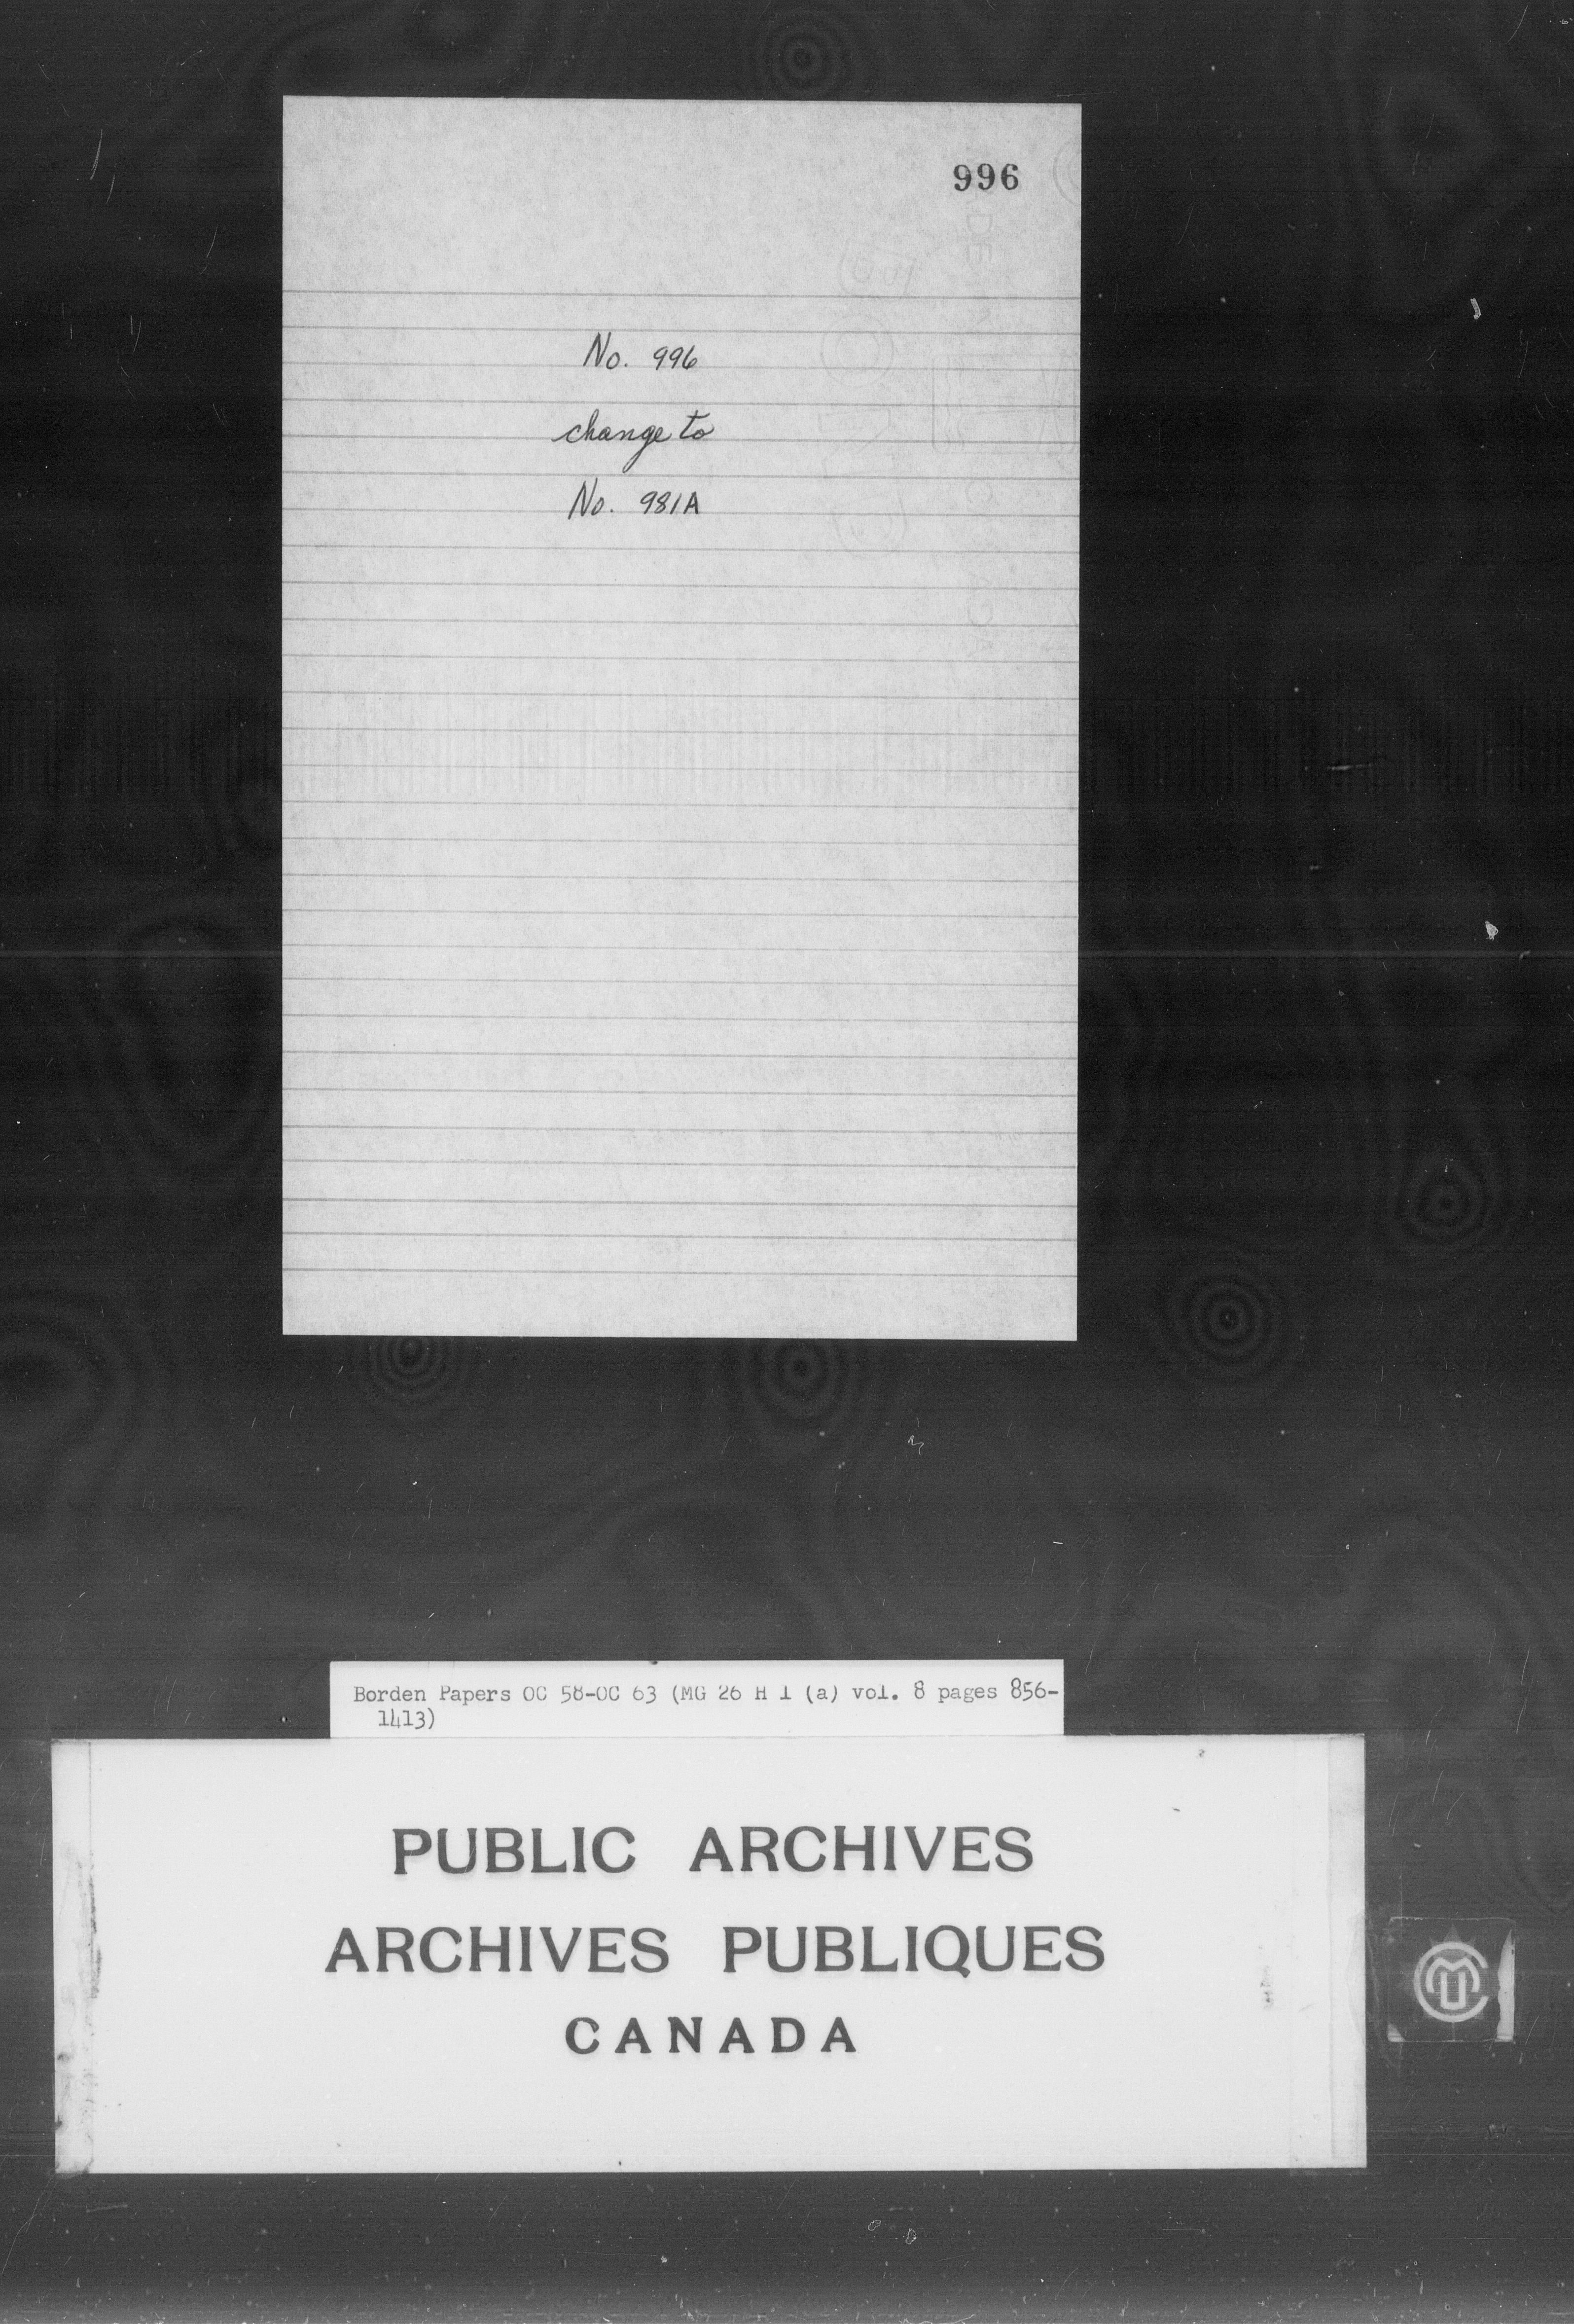 996
No. 996
change to
No. 981A
Borden Papers OC 58-OC 63 (MG 26 H 1 (a) vol. 8 pages 856-
1413)
PUBLIC ARCHIVES
ARCHIVES PUBLIQUES
CANADA